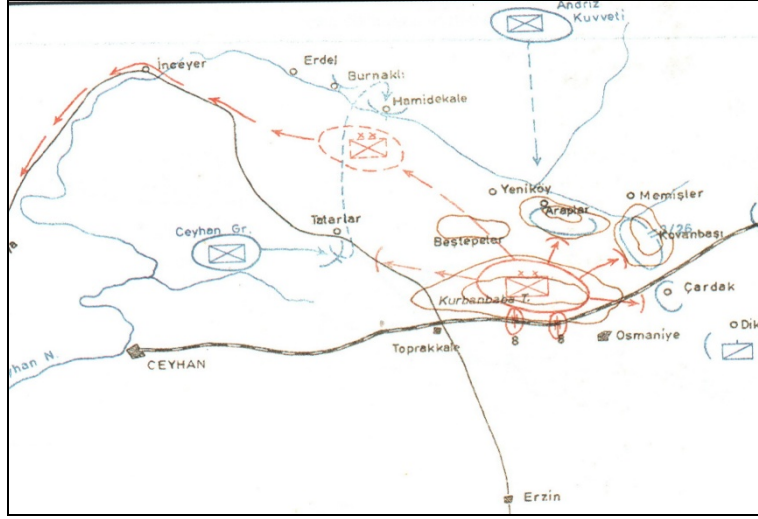 Andrız
Kuvveti
Erdel
İnceyer
Burnaklı
Hamidekale
x x
Yeniköy
Memişler
Araplar
Tatarlar
Beştepeler
Kovanbaşı
Ceyhan Gr.
x x
Çardak
Kurbanbaba T.
Dik
Toprakkale
8
8
Osmaniye
CEYHAN
han N.
Erzin